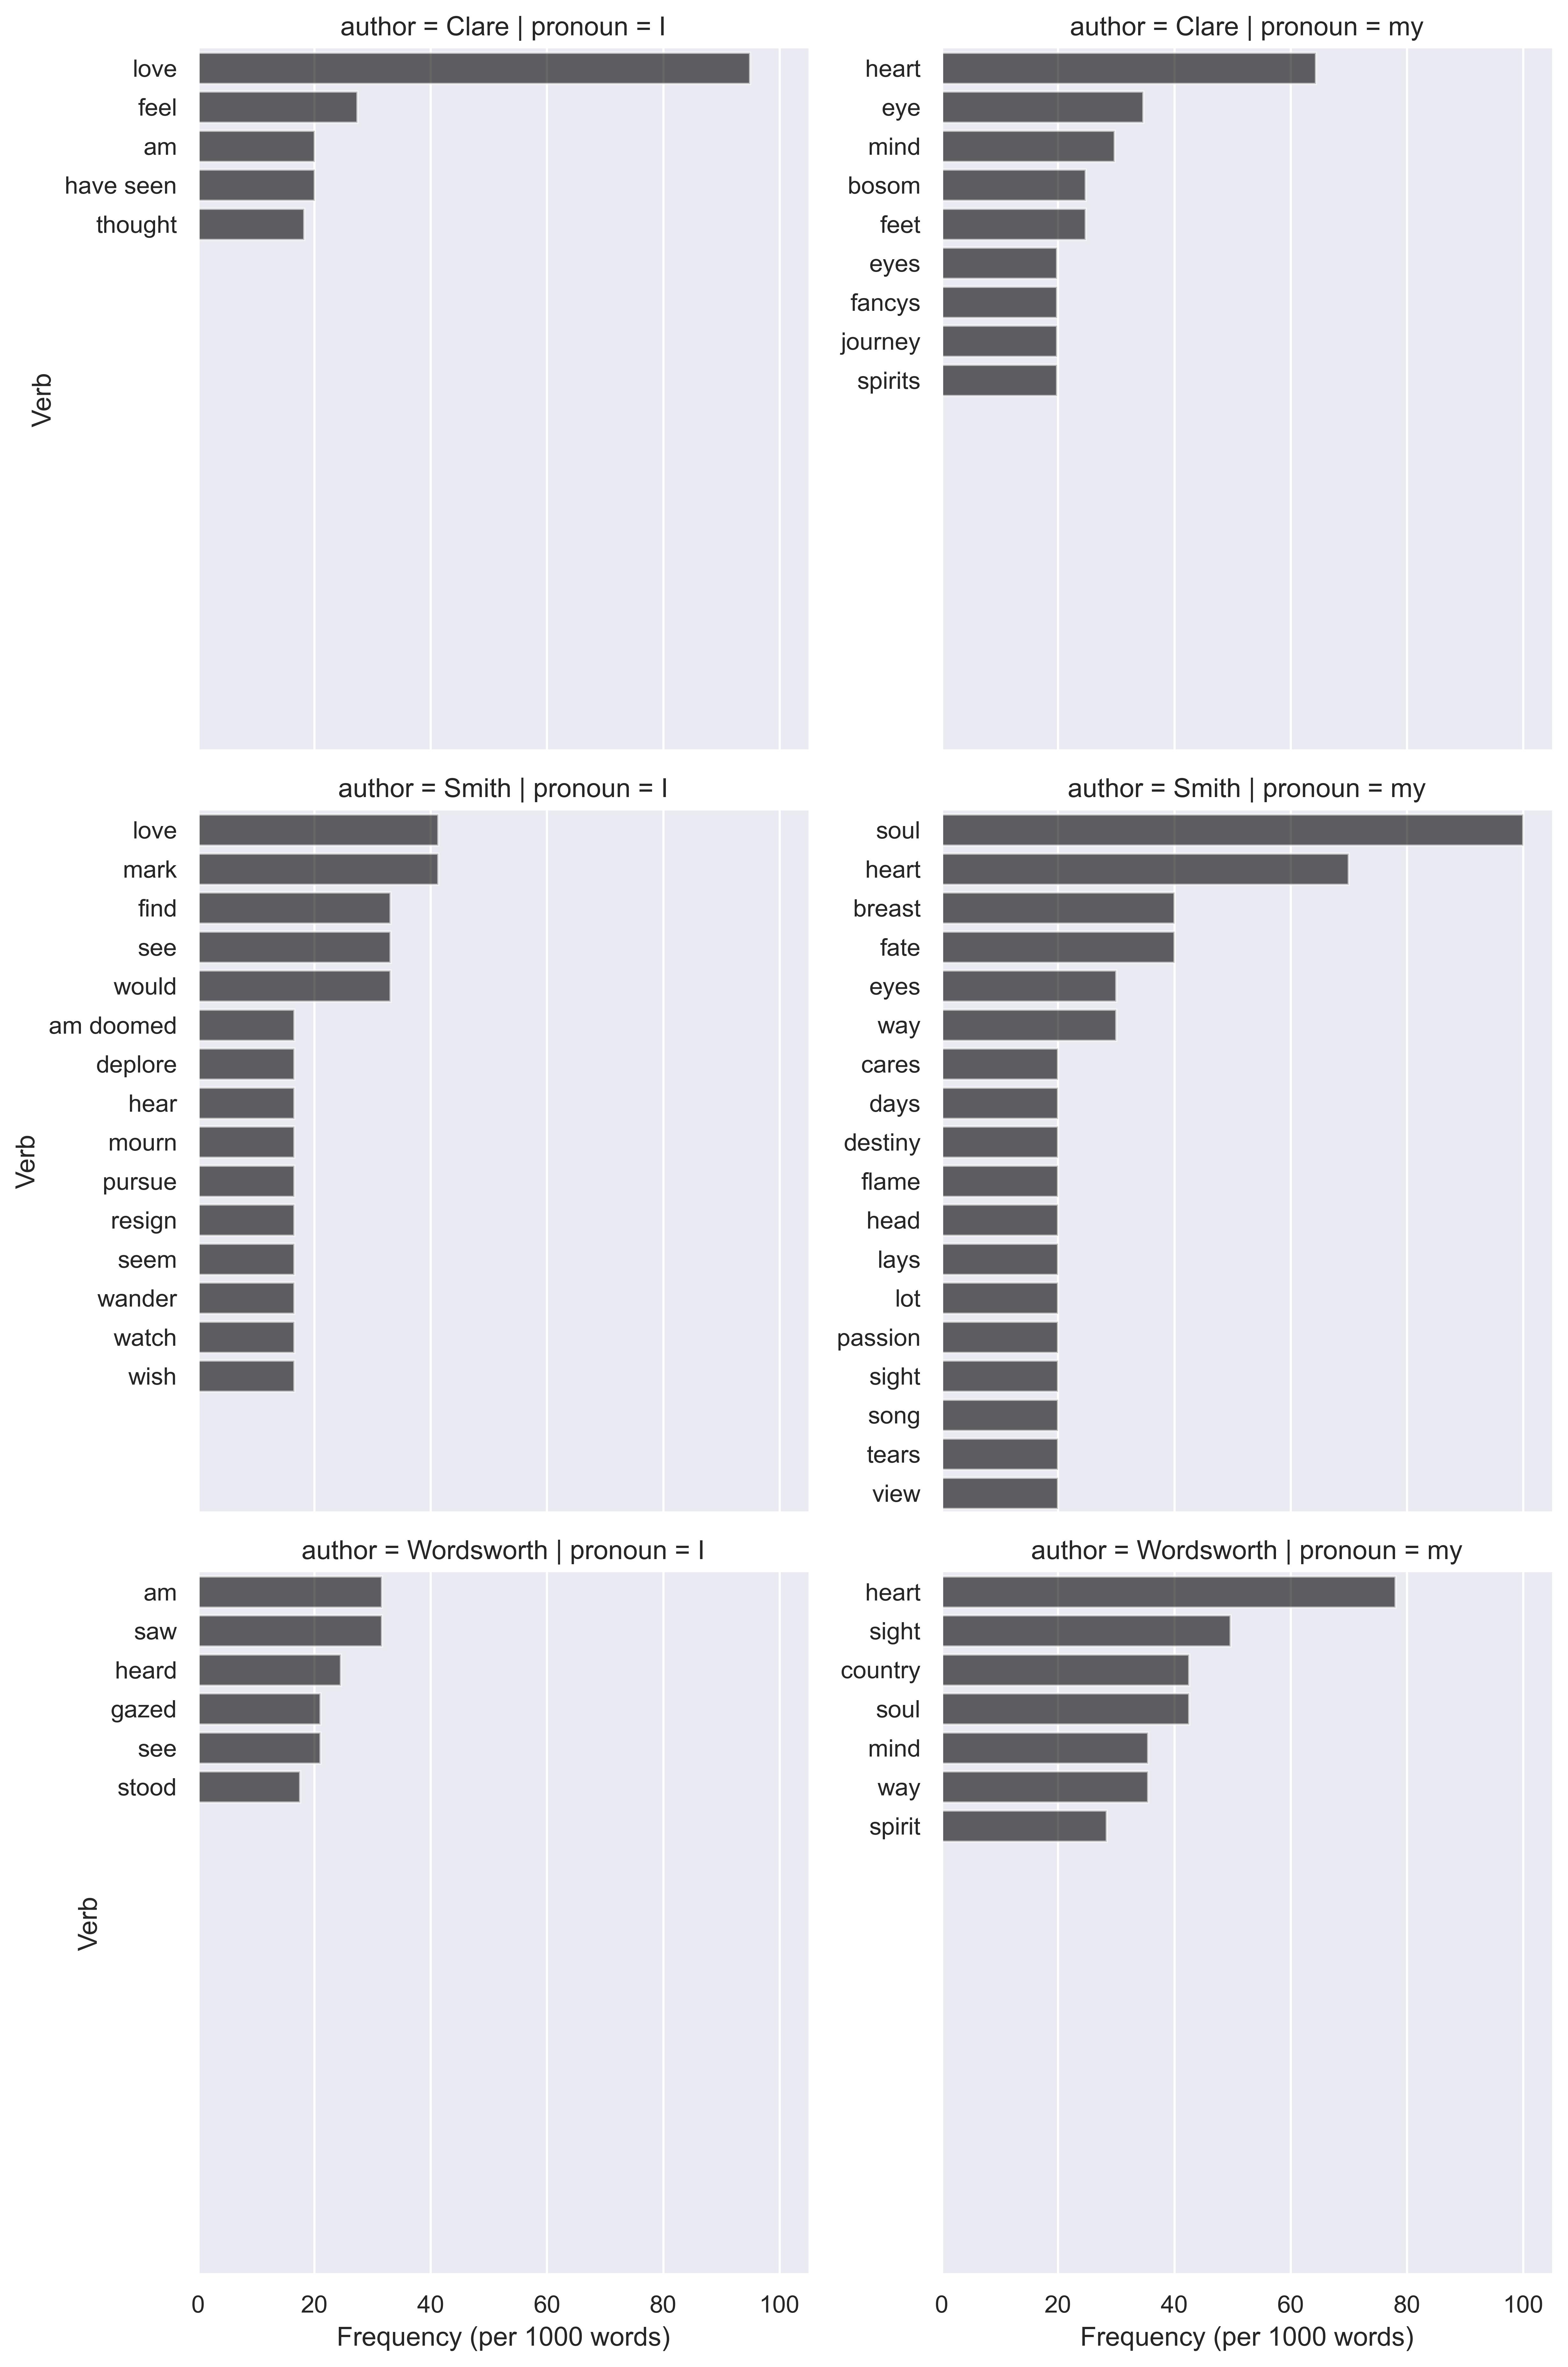 author = Clare | pronoun = I
love
feel
am
have seen
thought
Verb
author = Clare | pronoun = my
heart
eye
mind
bosom
feet
eyes
fancys
journey
spirits
author = Smith | pronoun = I
love
mark
find
see
would
am doomed
deplore
hear
mourn
pursue
resign
seem
wander
watch
wish
Verb
author = Smith | pronoun = my
soul
heart
breast
fate
eyes
way
cares
days
destiny
flame
head
lays
lot
passion
sight
song
tears
view
author = Wordsworth | pronoun = I
am
saw
heard
gazed
see
stood
Verb
0 20 40 60 80 100
Frequency (per 1000 words)
author = Wordsworth | pronoun = my
heart
sight
country
soul
mind
way
spirit
0 20 40 60 80 100
Frequency (per 1000 words)